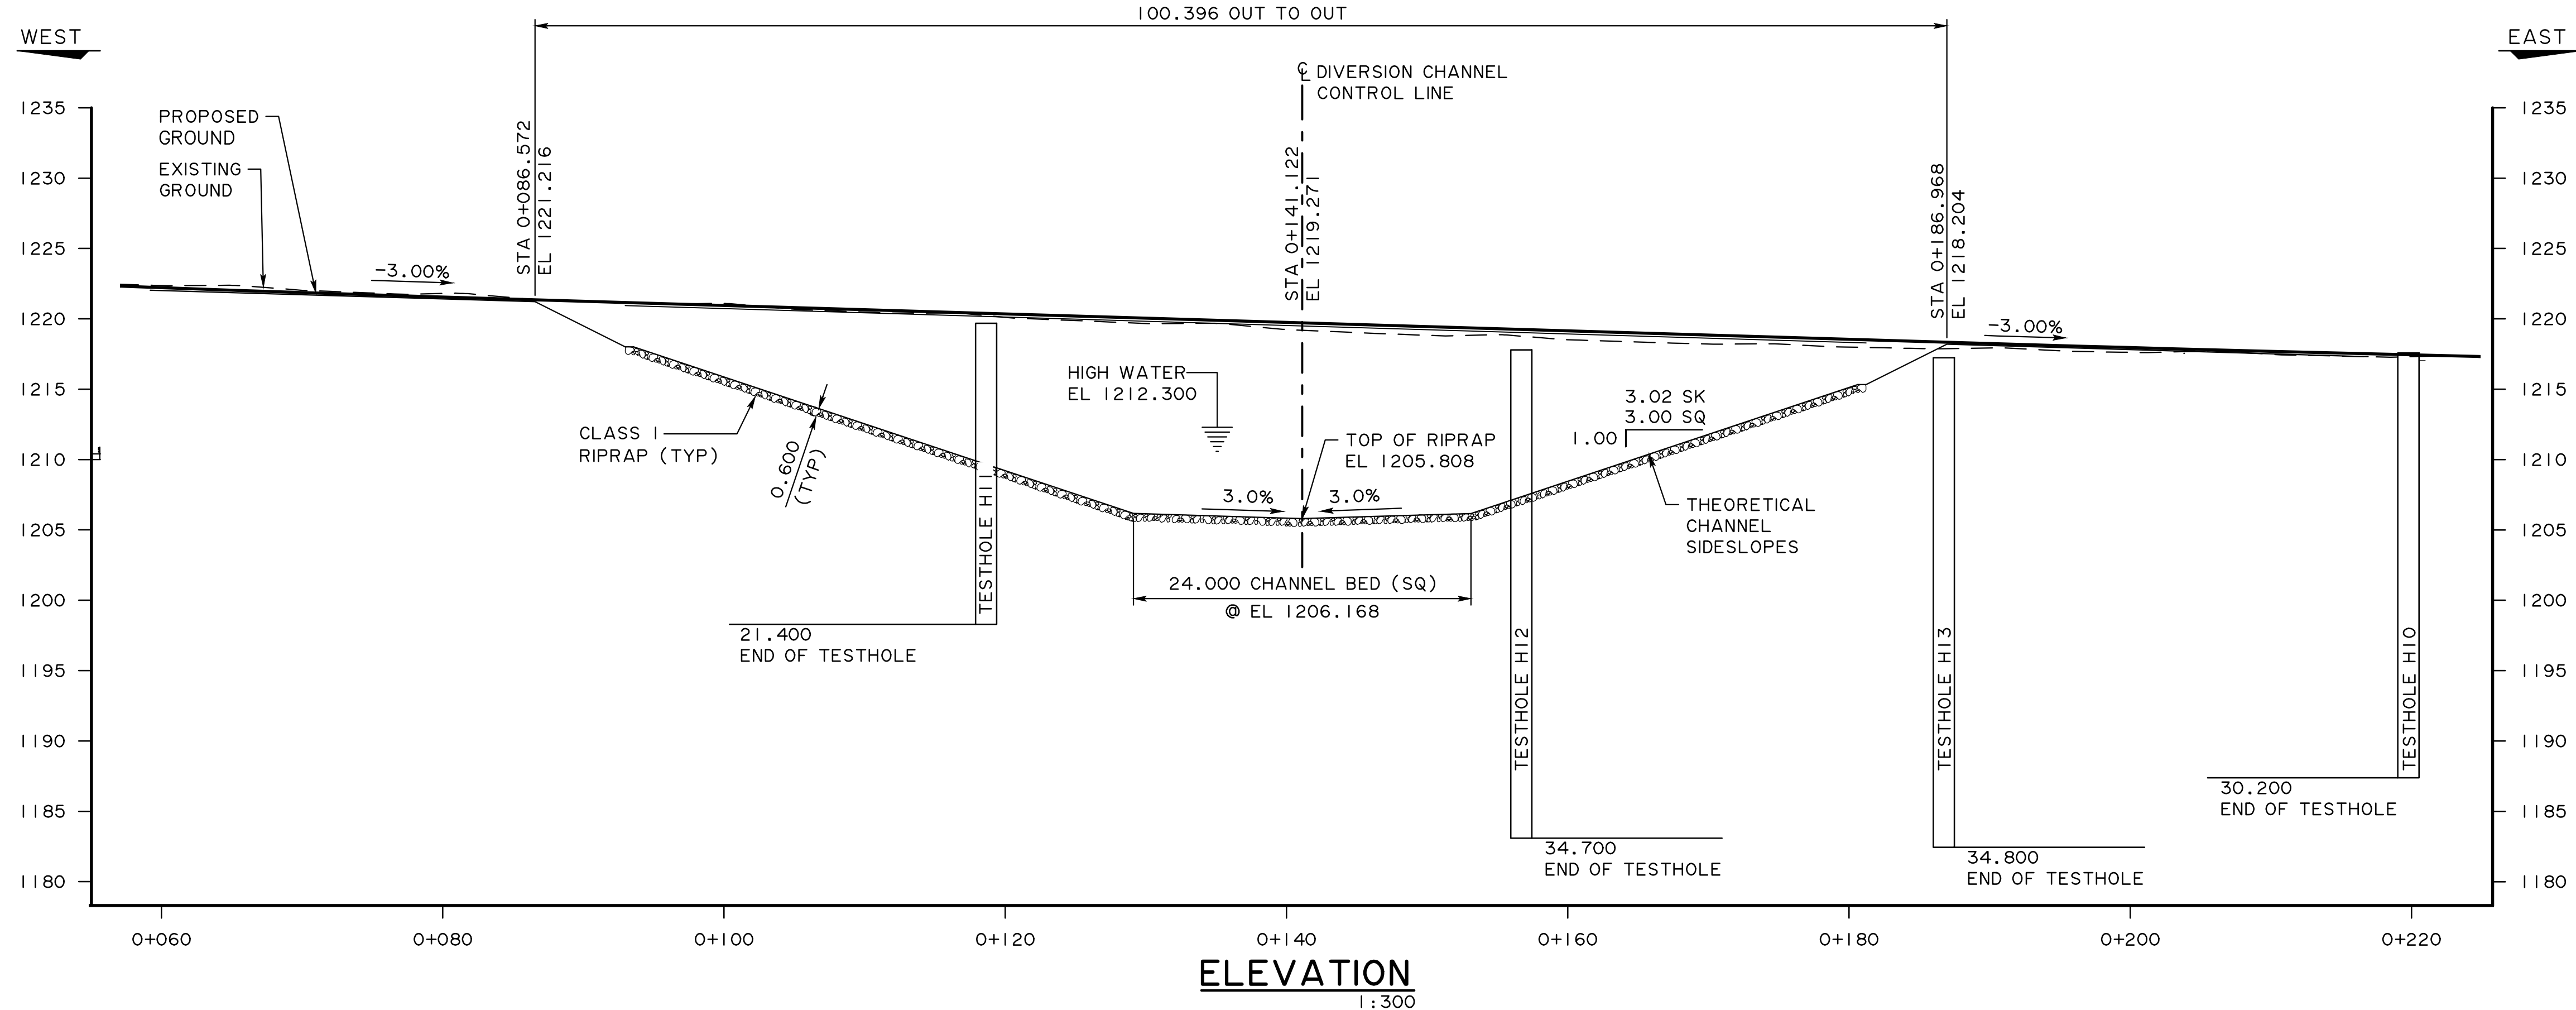 100.396 OUT TO OUT
WEST
EAST
℄ DIVERSION CHANNEL
CONTROL LINE
1235
1230
1225
1220
1215
1210
1205
1200
1195
1190
1185
1180
PROPOSED
GROUND
EXISTING
GROUND
-3.00%
STA 0+086.572
EL 1221.216
STA 0+141.122
EL 1219.271
STA 0+186.968
EL 1218.204
-3.00%
HIGH WATER
EL 1212.300
CLASS 1
RIPRAP (TYP)
0.600
(TYP)
TESTHOLE H11
TOP OF RIPRAP
EL 1205.808
3.0%
3.0%
3.02 SK
3.00 SQ
1.00
THEORETICAL
CHANNEL
SIDESLOPES
24.000 CHANNEL BED (SQ)
@ EL 1206.168
21.400
END OF TESTHOLE
TESTHOLE H12
34.700
END OF TESTHOLE
TESTHOLE H13
34.800
END OF TESTHOLE
TESTHOLE H10
30.200
END OF TESTHOLE
1235
1230
1225
1220
1215
1210
1205
1200
1195
1190
1185
1180
0+060 0+080 0+100 0+120 0+140 0+160 0+180 0+200 0+220
ELEVATION
1:300